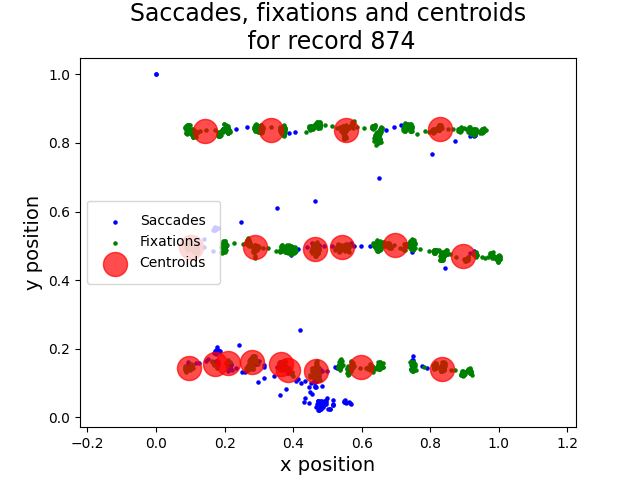 Saccades, fixations and centroids
for record 874
1.0
0.8
0.6
0.4
0.2
0.0
y position
Saccades
Fixations
Centroids
−0.2 0.0 0.2 0.4 0.6 0.8 1.0 1.2
x position